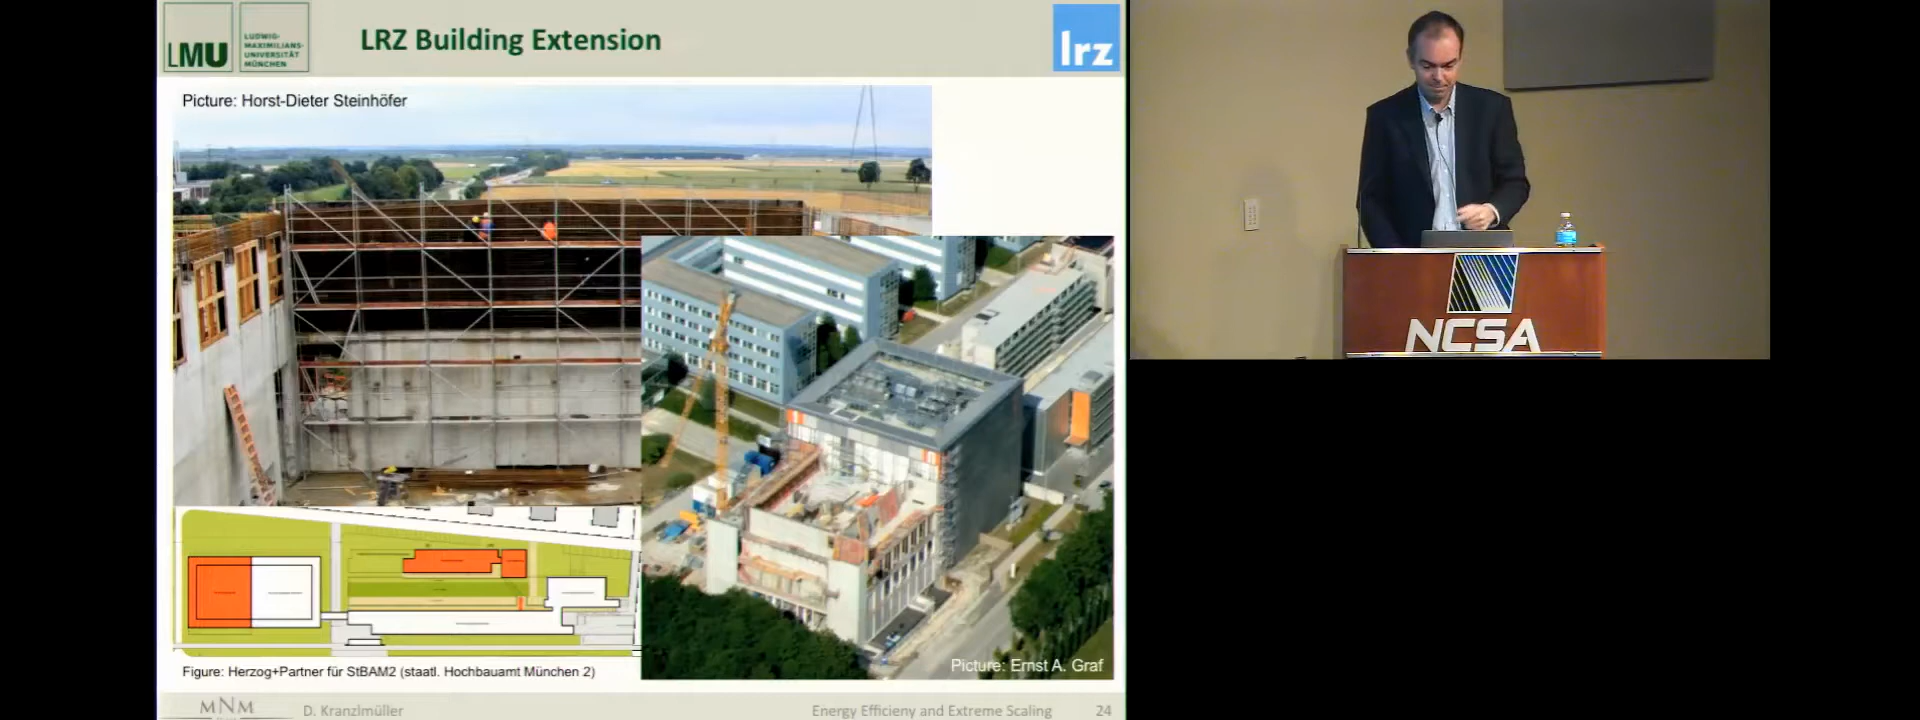 LMU
LUDWIG-
MAXIMILIANS-
UNIVERSITÄT
MÜNCHEN
LRZ Building Extension
lrz
Picture: Horst-Dieter Steinhöfer
Picture: Ernst A. Graf
Figure: Herzog+Partner für StBAM2 (staatl. Hochbauamt München 2)
MNM
D. Kranzlmüller
Energy Efficieny and Extreme Scaling
24
NCSA